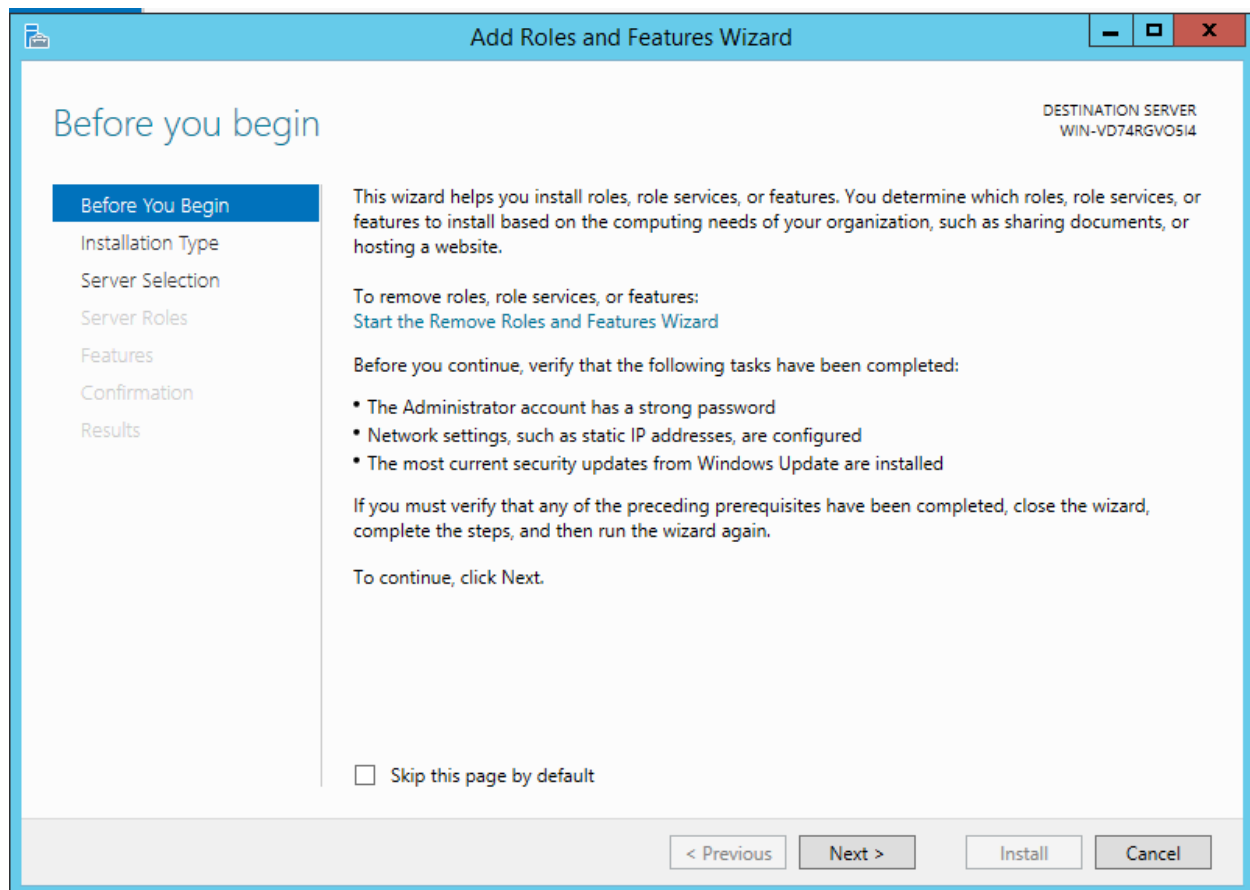 Add Roles and Features Wizard
X
Before you begin
DESTINATION SERVER
WIN-VD74RGVO5I4
Before You Begin
Installation Type
Server Selection
Server Roles
Features
Confirmation
Results
This wizard helps you install roles, role services, or features. You determine which roles, role services, or
features to install based on the computing needs of your organization, such as sharing documents, or
hosting a website.
To remove roles, role services, or features:
Start the Remove Roles and Features Wizard
Before you continue, verify that the following tasks have been completed:
• The Administrator account has a strong password
• Network settings, such as static IP addresses, are configured
• The most current security updates from Windows Update are installed
If you must verify that any of the preceding prerequisites have been completed, close the wizard,
complete the steps, and then run the wizard again.
To continue, click Next.
Skip this page by default
< Previous
Next >
Install
Cancel